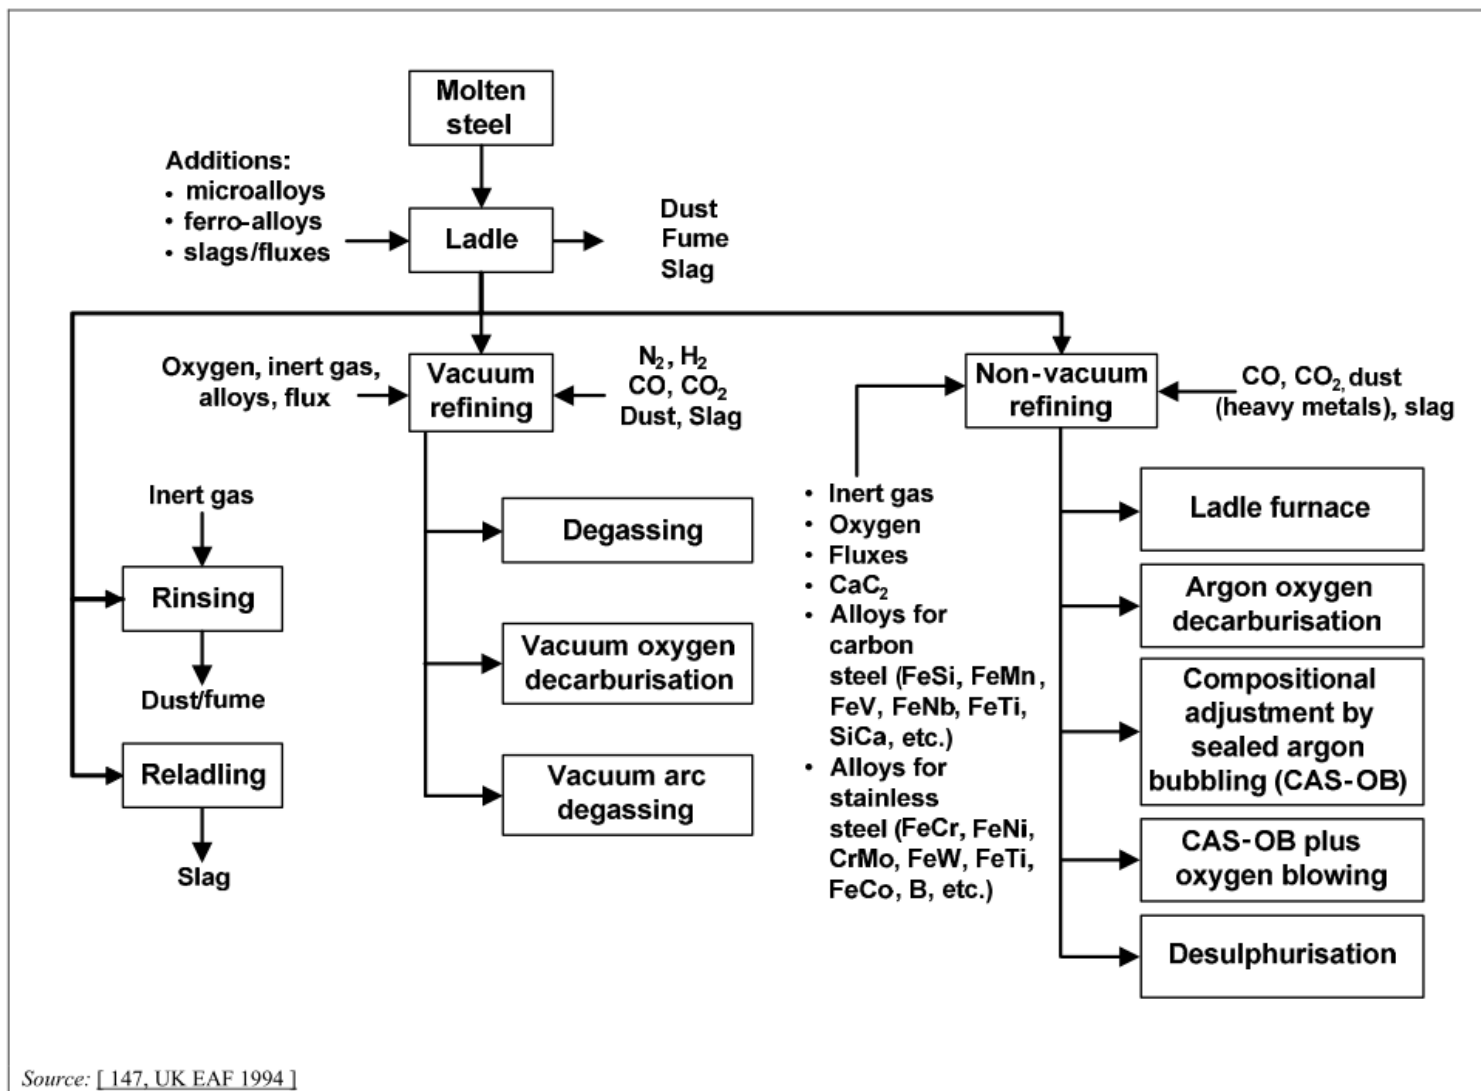 Molten
steel
Additions:
• microalloys
• ferro-alloys
• slags/fluxes
Ladle
Dust
Fume
Slag
Oxygen, inert gas,
alloys, flux
Vacuum
refining
N₂, H₂
CO, CO₂
Dust, Slag
Non-vacuum
refining
CO, CO₂, dust
(heavy metals), slag
Inert gas
Rinsing
Dust/fume
Reladling
Slag
Degassing
Vacuum oxygen
decarburisation
Vacuum arc
degassing
• Inert gas
• Oxygen
• Fluxes
• CaC₂
• Alloys for
carbon
steel (FeSi, FeMn,
FeV, FeNb, FeTi,
SiCa, etc.)
• Alloys for
stainless
steel (FeCr, FeNi,
CrMo, FeW, FeTi,
FeCo, B, etc.)
Ladle furnace
Argon oxygen
decarburisation
Compositional
adjustment by
sealed argon
bubbling (CAS-OB)
CAS-OB plus
oxygen blowing
Desulphurisation
Source: [ 147, UK EAF 1994 ]